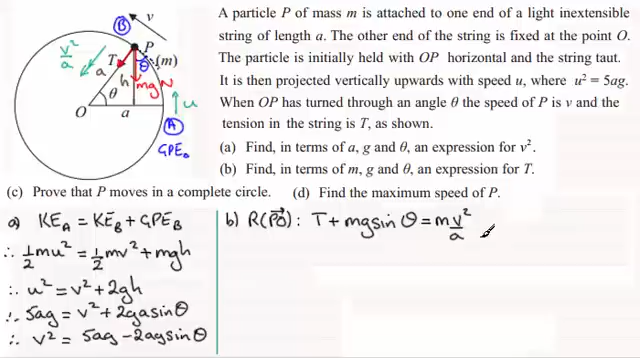 A particle P of mass m is attached to one end of a light inextensible
string of length a. The other end of the string is fixed at the point O.
The particle is initially held with OP horizontal and the string taut.
It is then projected vertically upwards with speed u, where u² = 5ag.
When OP has turned through an angle θ the speed of P is v and the
tension in the string is T, as shown.
(a) Find, in terms of a, g and θ, an expression for v².
(b) Find, in terms of m, g and θ, an expression for T.
(c) Prove that P moves in a complete circle. (d) Find the maximum speed of P.
B v
v²/a T P (m)
a θ
h mg N
O θ a u
A
GPE₀
a) KE_A = KE_B + GPE_B
∴ ½mu² = ½mv² + mgh
∴ u² = v² + 2gh
∴ 5ag = v² + 2gasinθ
∴ v² = 5ag − 2agsinθ
b) R(PO): T + mgsinθ = mv²/a